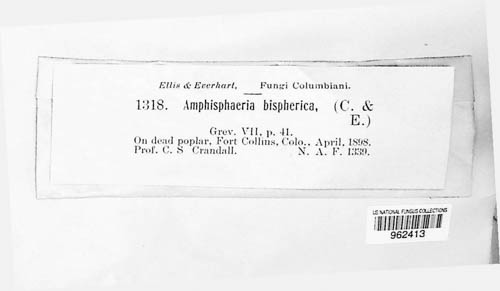 Ellis & Everhart, Fungi Columbiani.
1318. Amphisphaeria bispherica, (C. &
E.)
Grev. VII, p. 41.
On dead poplar, Fort Collins, Colo., April, 1898.
Prof. C. S Crandall. N. A. F. 1339.
US NATIONAL FUNGUS COLLECTIONS
962413